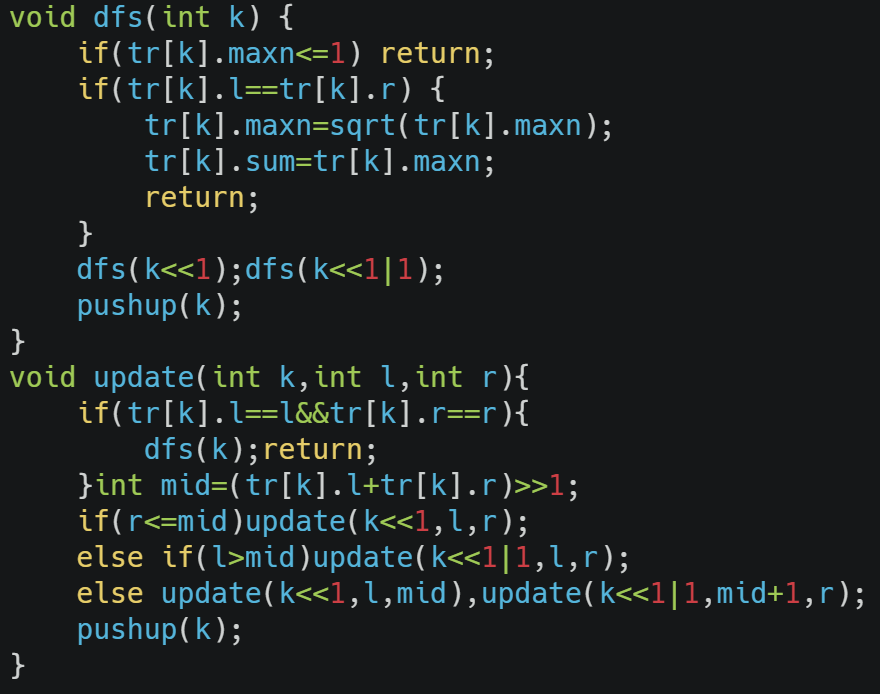 void dfs(int k) {
    if(tr[k].maxn<=1) return;
    if(tr[k].l==tr[k].r) {
        tr[k].maxn=sqrt(tr[k].maxn);
        tr[k].sum=tr[k].maxn;
        return;
    }
    dfs(k<<1);dfs(k<<1|1);
    pushup(k);
}
void update(int k,int l,int r){
    if(tr[k].l==l&&tr[k].r==r){
        dfs(k);return;
    }int mid=(tr[k].l+tr[k].r)>>1;
    if(r<=mid)update(k<<1,l,r);
    else if(l>mid)update(k<<1|1,l,r);
    else update(k<<1,l,mid),update(k<<1|1,mid+1,r);
    pushup(k);
}